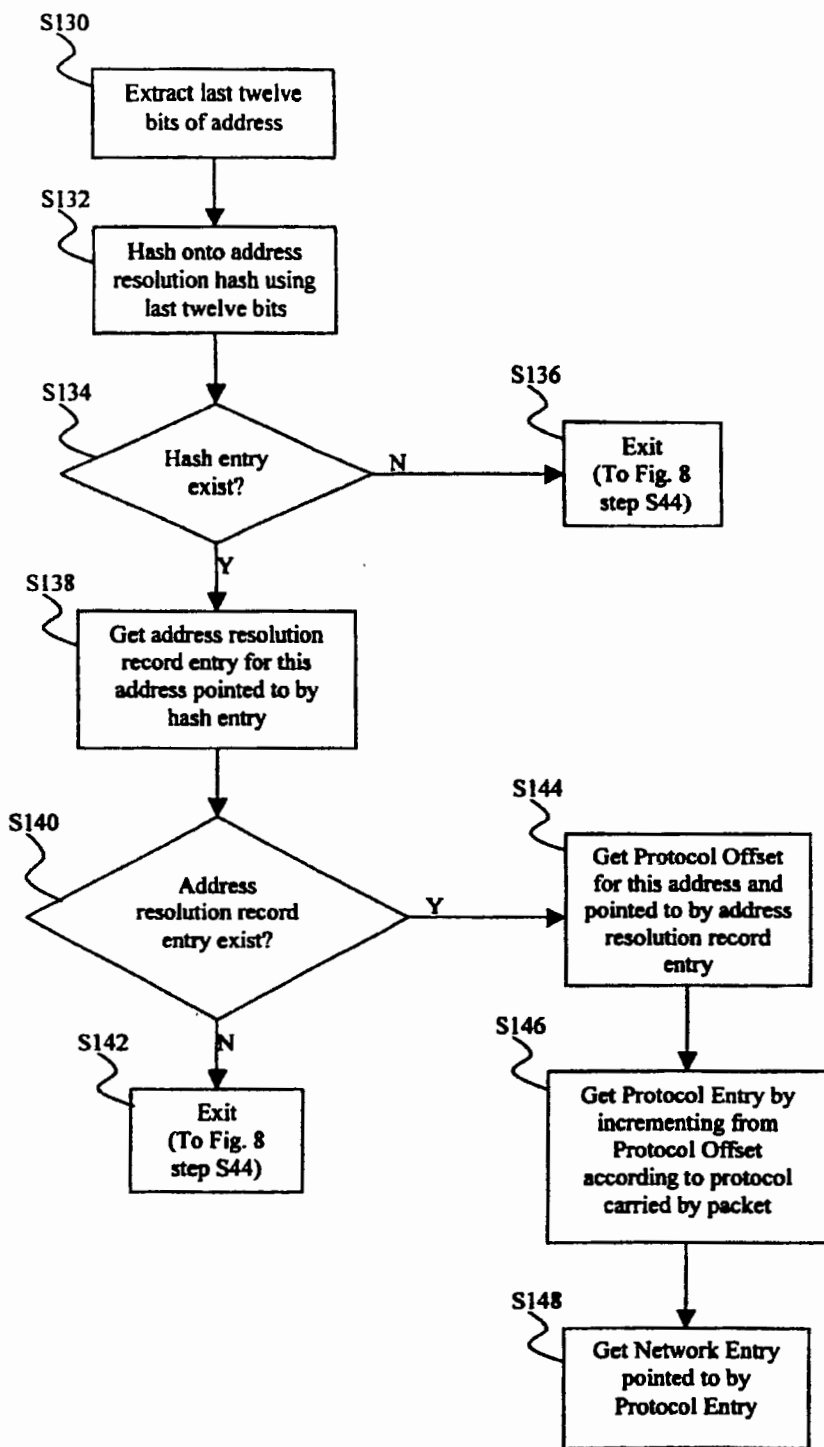 S130
Extract last twelve
bits of address
S132
Hash onto address
resolution hash using
last twelve bits
S134
Hash entry
exist?
N
S136
Exit
(To Fig. 8
step S44)
Y
S138
Get address resolution
record entry for this
address pointed to by
hash entry
S140
Address
resolution record
entry exist?
Y
S144
Get Protocol Offset
for this address and
pointed to by address
resolution record
entry
N
S142
Exit
(To Fig. 8
step S44)
S146
Get Protocol Entry by
incrementing from
Protocol Offset
according to protocol
carried by packet
S148
Get Network Entry
pointed to by
Protocol Entry